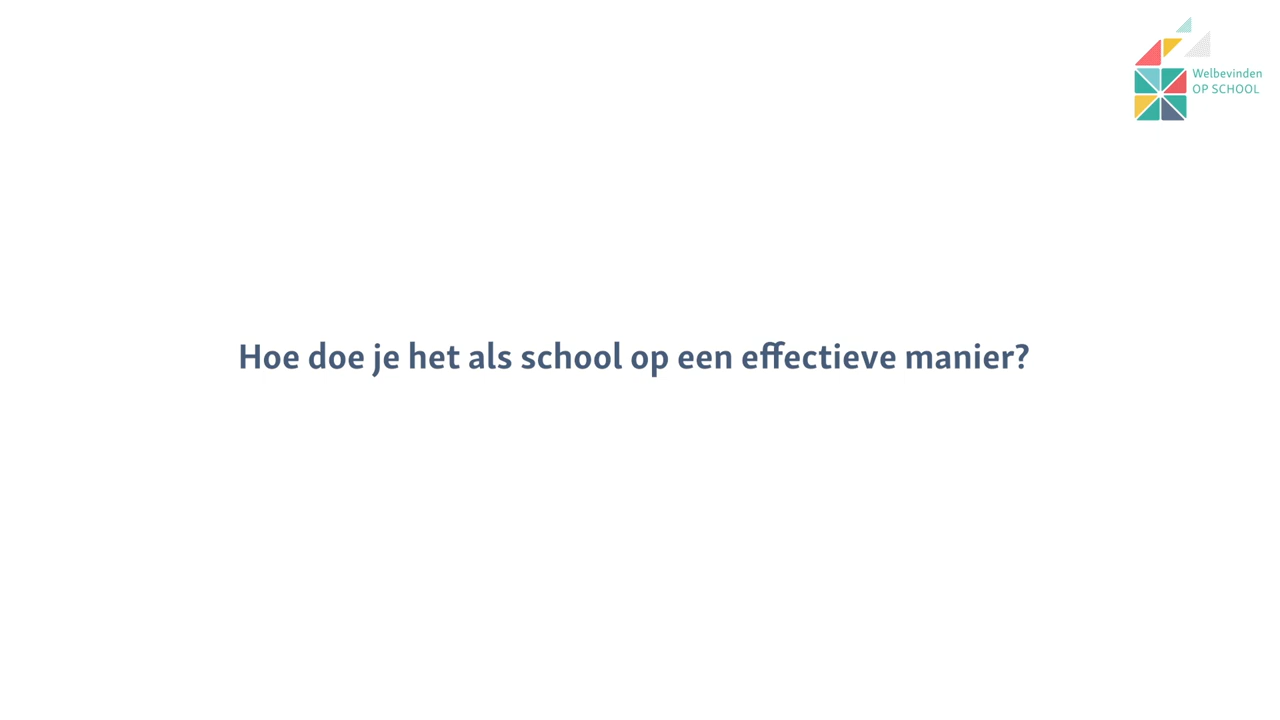 Welbevinden
OP SCHOOL
Hoe doe je het als school op een effectieve manier?